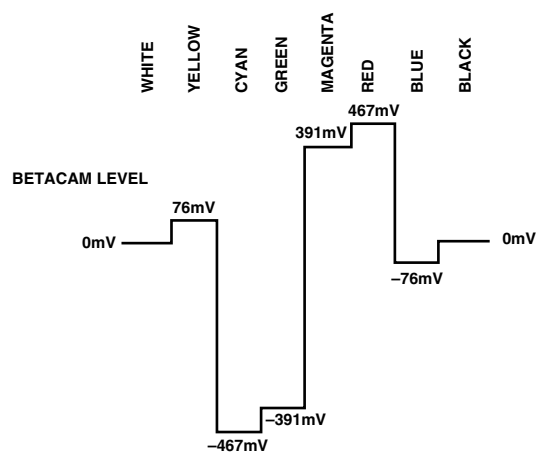 WHITE
YELLOW
CYAN
GREEN
MAGENTA
RED
BLUE
BLACK
467mV
391mV
BETACAM LEVEL
76mV
0mV
0mV
–76mV
–391mV
–467mV